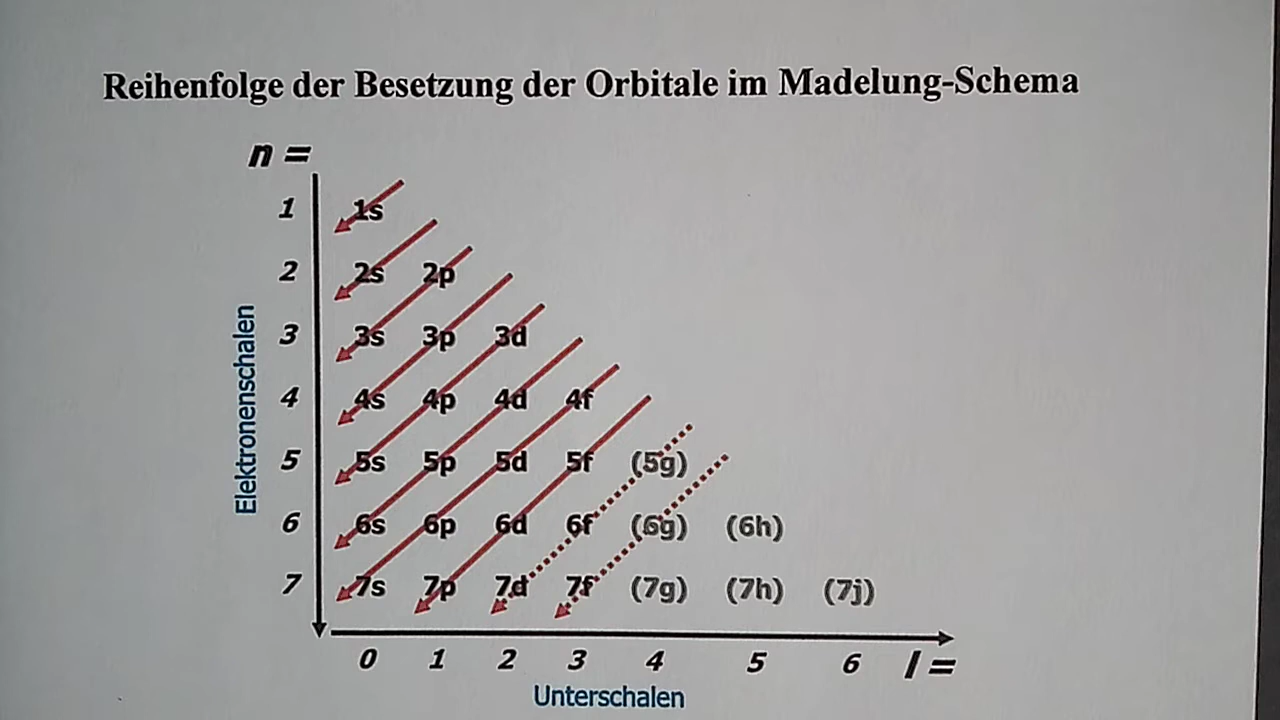 Reihenfolge der Besetzung der Orbitale im Madelung-Schema
n =
Elektronenschalen
1 1s
2 2s 2p
3 3s 3p 3d
4 4s 4p 4d 4f
5 5s 5p 5d 5f (5g)
6 6s 6p 6d 6f (6g) (6h)
7 7s 7p 7d 7f (7g) (7h) (7j)
0 1 2 3 4 5 6 l =
Unterschalen